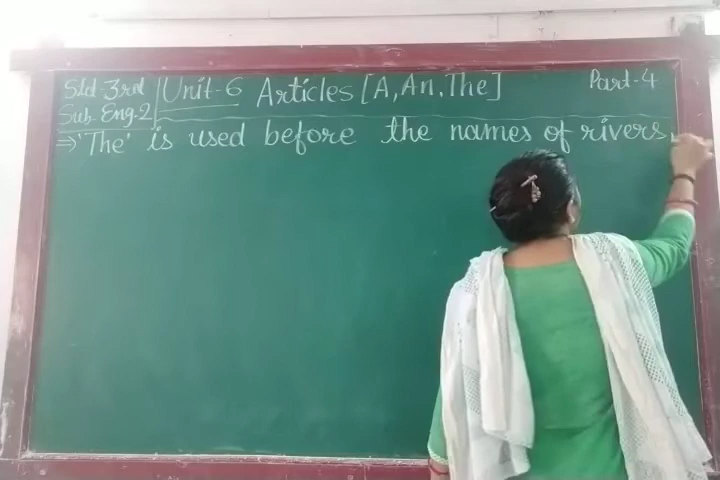 Std-3rd Unit-6 Articles [A, An, The] Part-4
Sub-Eng-2
⇒'The' is used before the names of rivers,